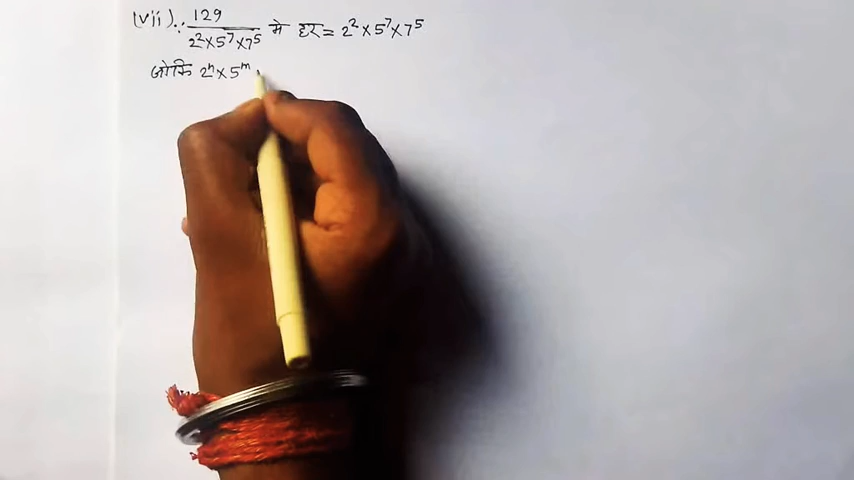 (vii) ∵ 129 / 2² × 5⁷ × 7⁵ मे हर = 2² × 5⁷ × 7⁵
जोकि 2ⁿ × 5ᵐ